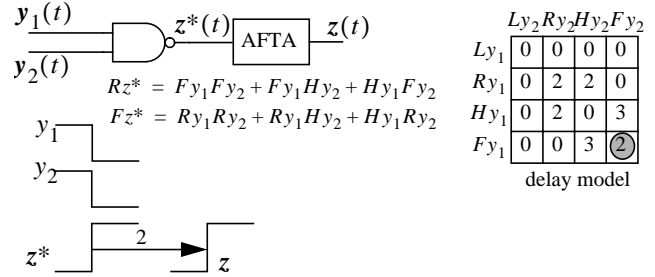 y₁(t)
z*(t)
AFTA
z(t)
y₂(t)
Rz* = Fy₁Fy₂ + Fy₁Hy₂ + Hy₁Fy₂
Fz* = Ry₁Ry₂ + Ry₁Hy₂ + Hy₁Ry₂
y₁
y₂
z*
2
z
Ly₂ Ry₂ Hy₂ Fy₂
Ly₁ 0 0 0 0
Ry₁ 0 2 2 0
Hy₁ 0 2 0 3
Fy₁ 0 0 3 2
delay model